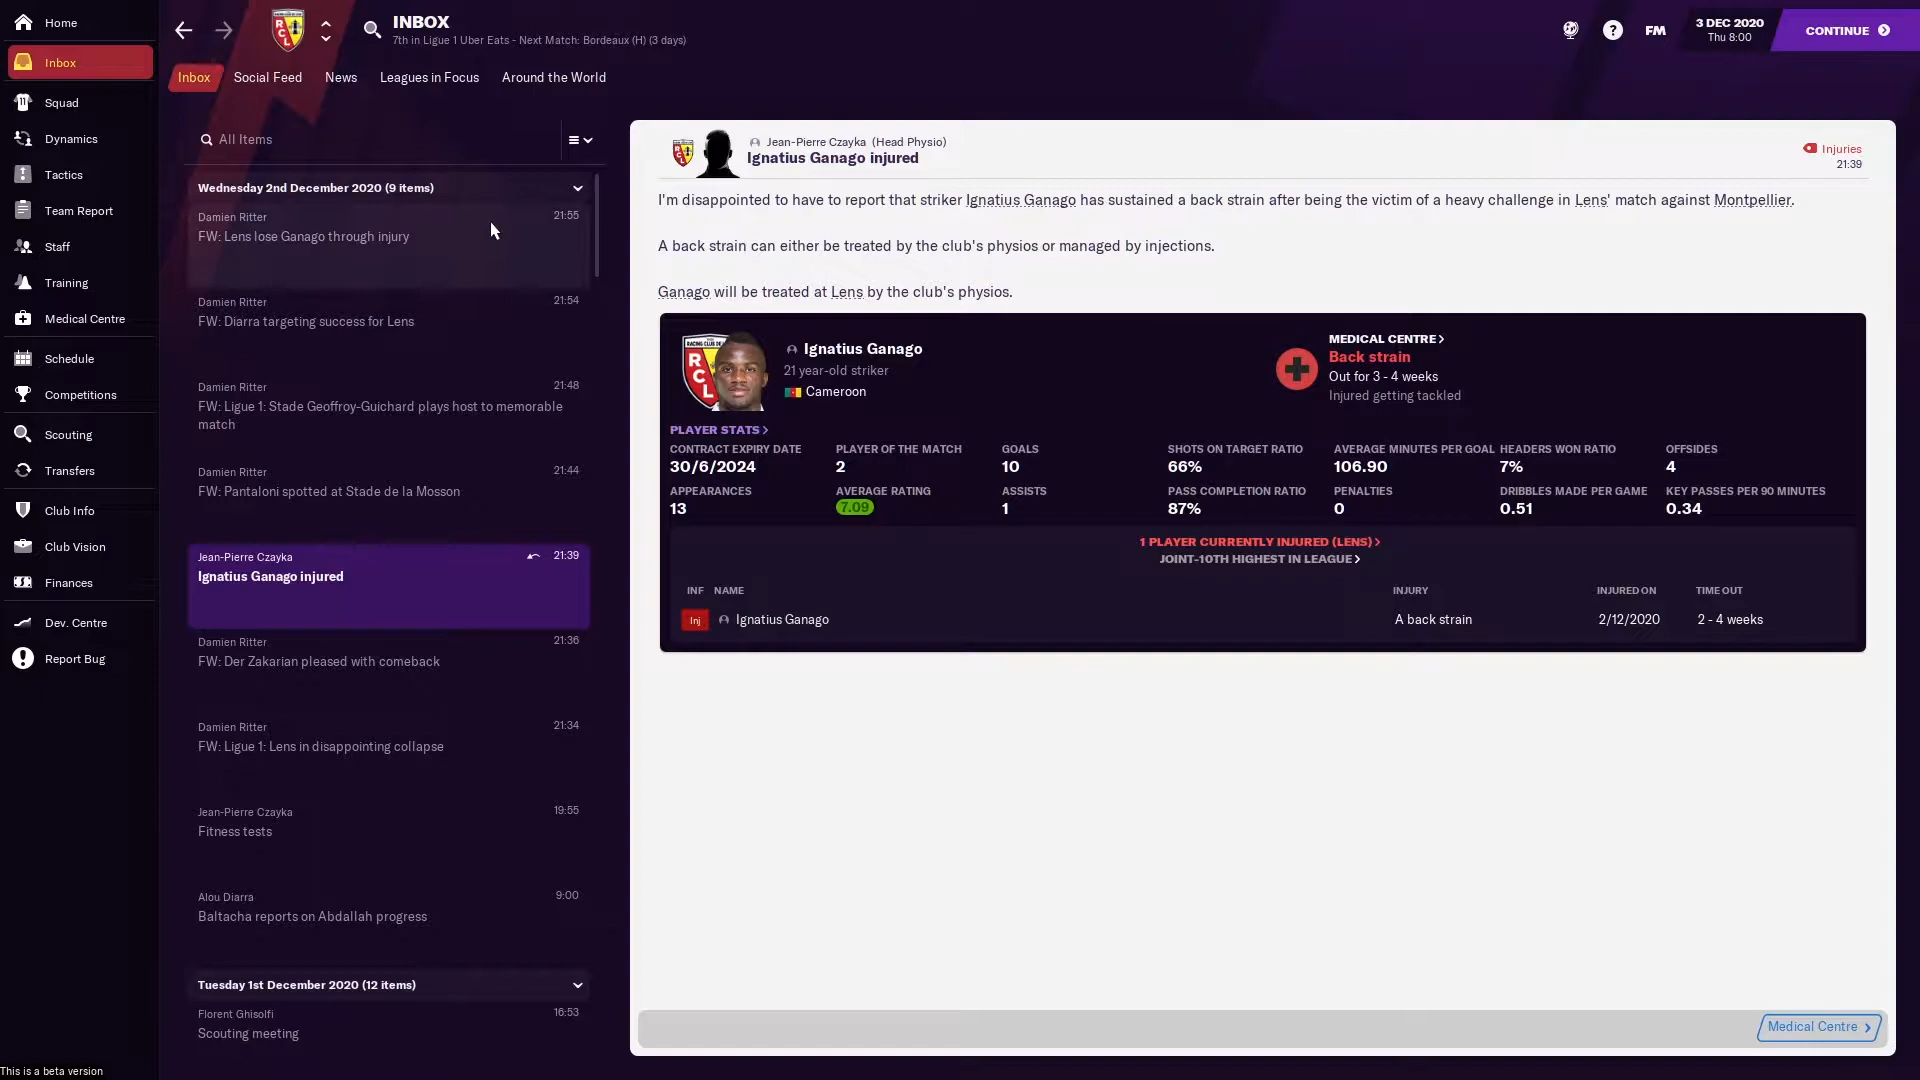 Home
Inbox
Squad
Dynamics
Tactics
Team Report
Staff
Training
Medical Centre
Schedule
Competitions
Scouting
Transfers
Club Info
Club Vision
Finances
Dev. Centre
Report Bug
This is a beta version
INBOX
7th in Ligue 1 Uber Eats - Next Match: Bordeaux (H) (3 days)
FM
3 DEC 2020
Thu 8:00
CONTINUE
Inbox Social Feed News Leagues in Focus Around the World
All Items
Wednesday 2nd December 2020 (9 items)
Damien Ritter 21:55
FW: Lens lose Ganago through injury
Damien Ritter 21:54
FW: Diarra targeting success for Lens
Damien Ritter 21:48
FW: Ligue 1: Stade Geoffroy-Guichard plays host to memorable
match
Damien Ritter 21:44
FW: Pantaloni spotted at Stade de la Mosson
Jean-Pierre Czayka 21:39
Ignatius Ganago injured
Damien Ritter 21:36
FW: Der Zakarian pleased with comeback
Damien Ritter 21:34
FW: Ligue 1: Lens in disappointing collapse
Jean-Pierre Czayka 19:55
Fitness tests
Alou Diarra 9:00
Baltacha reports on Abdallah progress
Tuesday 1st December 2020 (12 items)
Florent Ghisolfi 16:53
Scouting meeting
Jean-Pierre Czayka (Head Physio)
Ignatius Ganago injured
Injuries
21:39
I'm disappointed to have to report that striker Ignatius Ganago has sustained a back strain after being the victim of a heavy challenge in Lens' match against Montpellier.
A back strain can either be treated by the club's physios or managed by injections.
Ganago will be treated at Lens by the club's physios.
RCL
Ignatius Ganago
21 year-old striker
Cameroon
MEDICAL CENTRE >
Back strain
Out for 3 - 4 weeks
Injured getting tackled
PLAYER STATS >
CONTRACT EXPIRY DATE PLAYER OF THE MATCH GOALS SHOTS ON TARGET RATIO AVERAGE MINUTES PER GOAL HEADERS WON RATIO OFFSIDES
30/6/2024 2 10 66% 106.90 7% 4
APPEARANCES AVERAGE RATING ASSISTS PASS COMPLETION RATIO PENALTIES DRIBBLES MADE PER GAME KEY PASSES PER 90 MINUTES
13 7.09 1 87% 0 0.51 0.34
1 PLAYER CURRENTLY INJURED (LENS) >
JOINT-10TH HIGHEST IN LEAGUE >
INF NAME INJURY INJURED ON TIME OUT
Inj Ignatius Ganago A back strain 2/12/2020 2 - 4 weeks
Medical Centre >